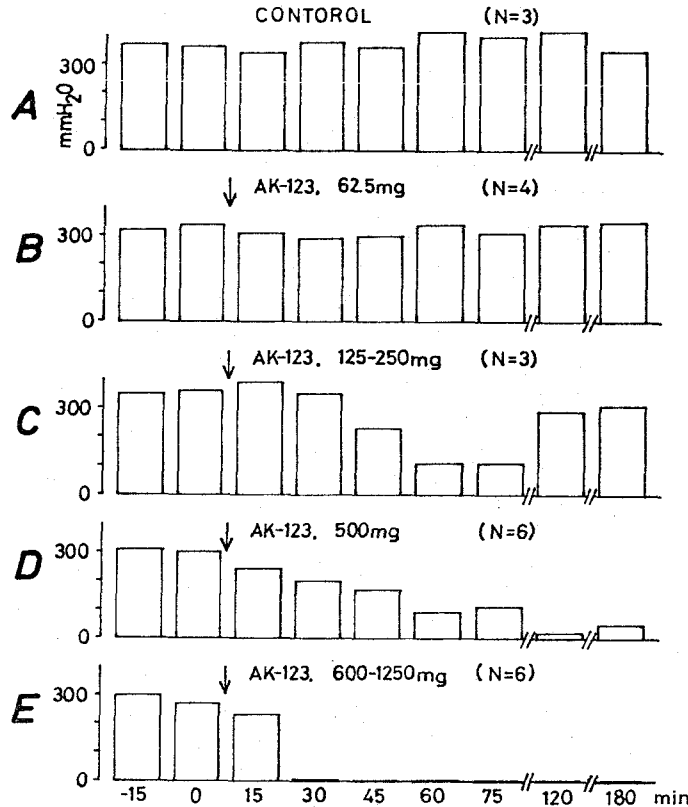 CONTOROL (N=3)
A
mmH2O
300
0
AK-123. 62.5mg (N=4)
B
300
0
AK-123. 125-250mg (N=3)
C
300
0
AK-123. 500mg (N=6)
D
300
0
AK-123. 600-1250mg (N=6)
E
300
0
-15 0 15 30 45 60 75 120 180 min